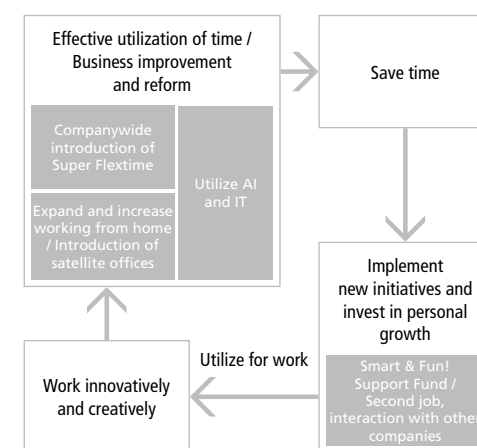 Effective utilization of time /
Business improvement
and reform
Companywide
introduction of
Super Flextime
Expand and increase
working from home
/ Introduction of
satellite offices
Utilize AI
and IT
Save time
Implement
new initiatives and
invest in personal
growth
Smart & Fun!
Support Fund /
Second job,
interaction with other
companies
Utilize for work
Work innovatively
and creatively